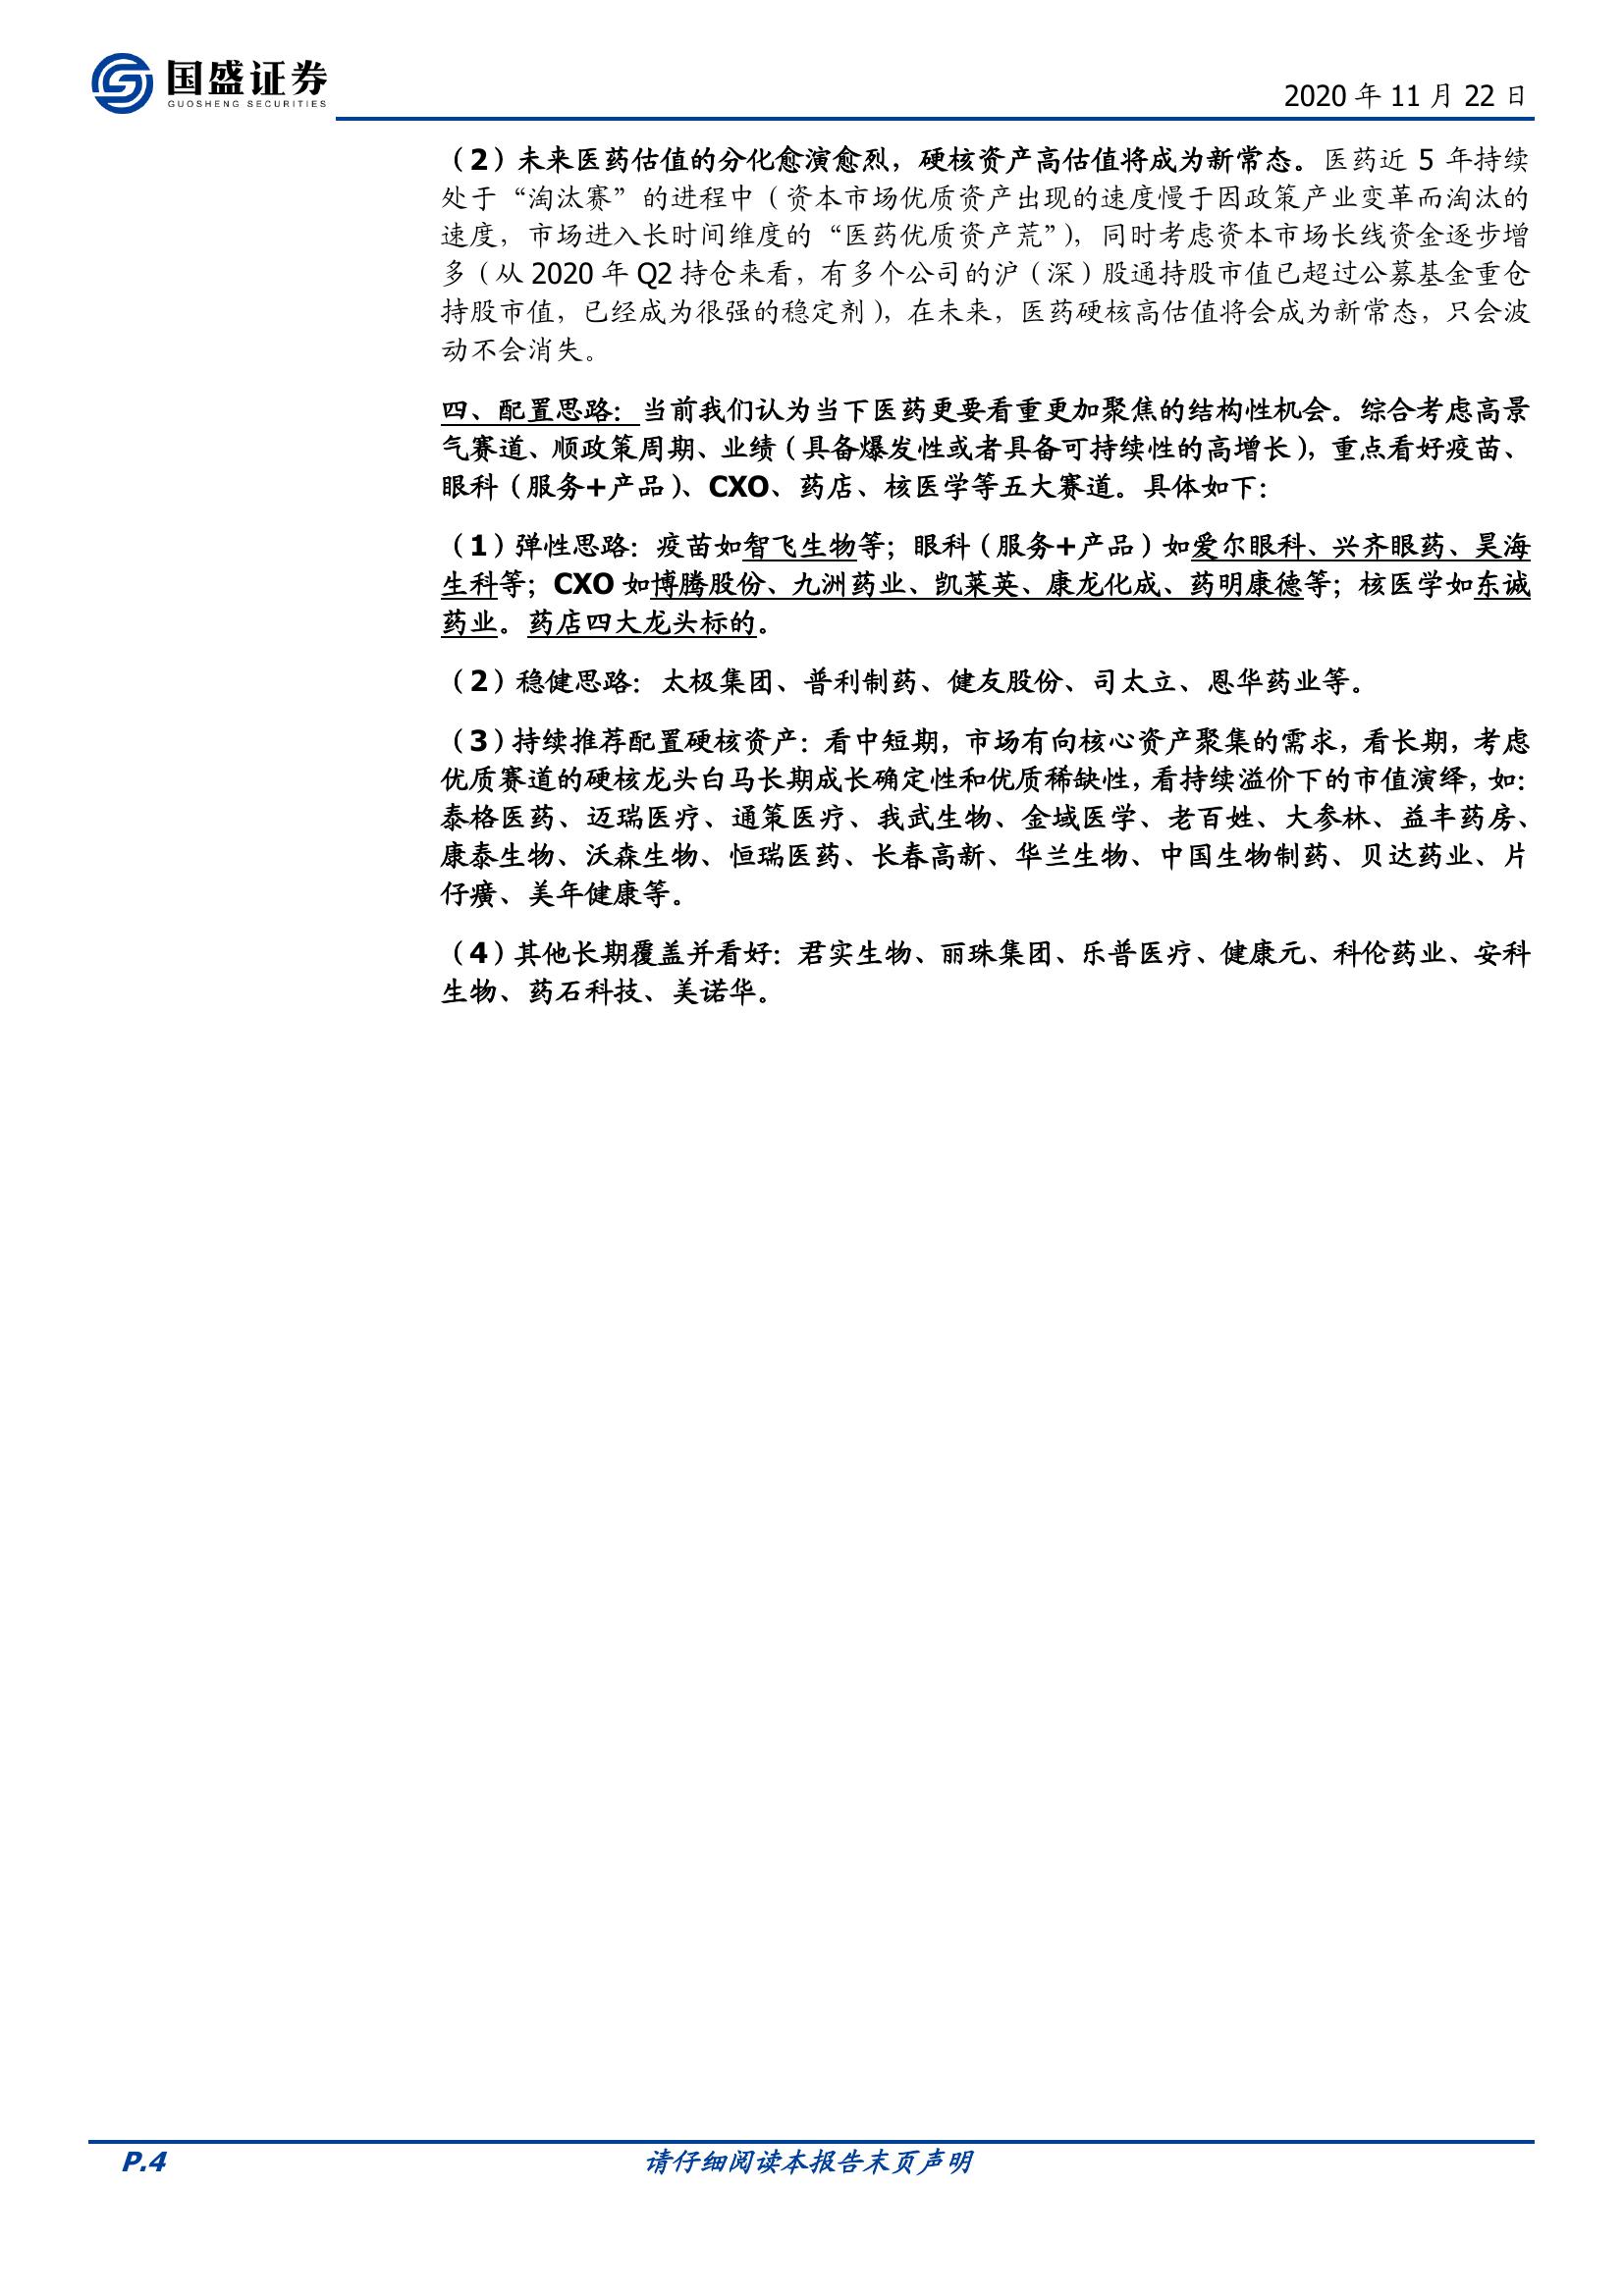 国盛证券
GUOSHENG SECURITIES
2020 年 11 月 22 日
（2）未来医药估值的分化愈演愈烈，硬核资产高估值将成为新常态。医药近 5 年持续
处于“淘汰赛”的进程中（资本市场优质资产出现的速度慢于因政策产业变革而淘汰的
速度，市场进入长时间维度的“医药优质资产荒”），同时考虑资本市场长线资金逐步增
多（从 2020 年 Q2 持仓来看，有多个公司的沪（深）股通持股市值已超过公募基金重仓
持股市值，已经成为很强的稳定剂），在未来，医药硬核高估值将会成为新常态，只会波
动不会消失。
四、配置思路：当前我们认为当下医药更要看重更加聚焦的结构性机会。综合考虑高景
气赛道、顺政策周期、业绩（具备爆发性或者具备可持续性的高增长），重点看好疫苗、
眼科（服务+产品）、CXO、药店、核医学等五大赛道。具体如下：
（1）弹性思路：疫苗如智飞生物等；眼科（服务+产品）如爱尔眼科、兴齐眼药、昊海
生科等；CXO 如博腾股份、九洲药业、凯莱英、康龙化成、药明康德等；核医学如东诚
药业。药店四大龙头标的。
（2）稳健思路：太极集团、普利制药、健友股份、司太立、恩华药业等。
（3）持续推荐配置硬核资产：看中短期，市场有向核心资产聚集的需求，看长期，考虑
优质赛道的硬核龙头白马长期成长确定性和优质稀缺性，看持续溢价下的市值演绎，如：
泰格医药、迈瑞医疗、通策医疗、我武生物、金域医学、老百姓、大参林、益丰药房、
康泰生物、沃森生物、恒瑞医药、长春高新、华兰生物、中国生物制药、贝达药业、片
仔癀、美年健康等。
（4）其他长期覆盖并看好：君实生物、丽珠集团、乐普医疗、健康元、科伦药业、安科
生物、药石科技、美诺华。
P.4
请仔细阅读本报告末页声明